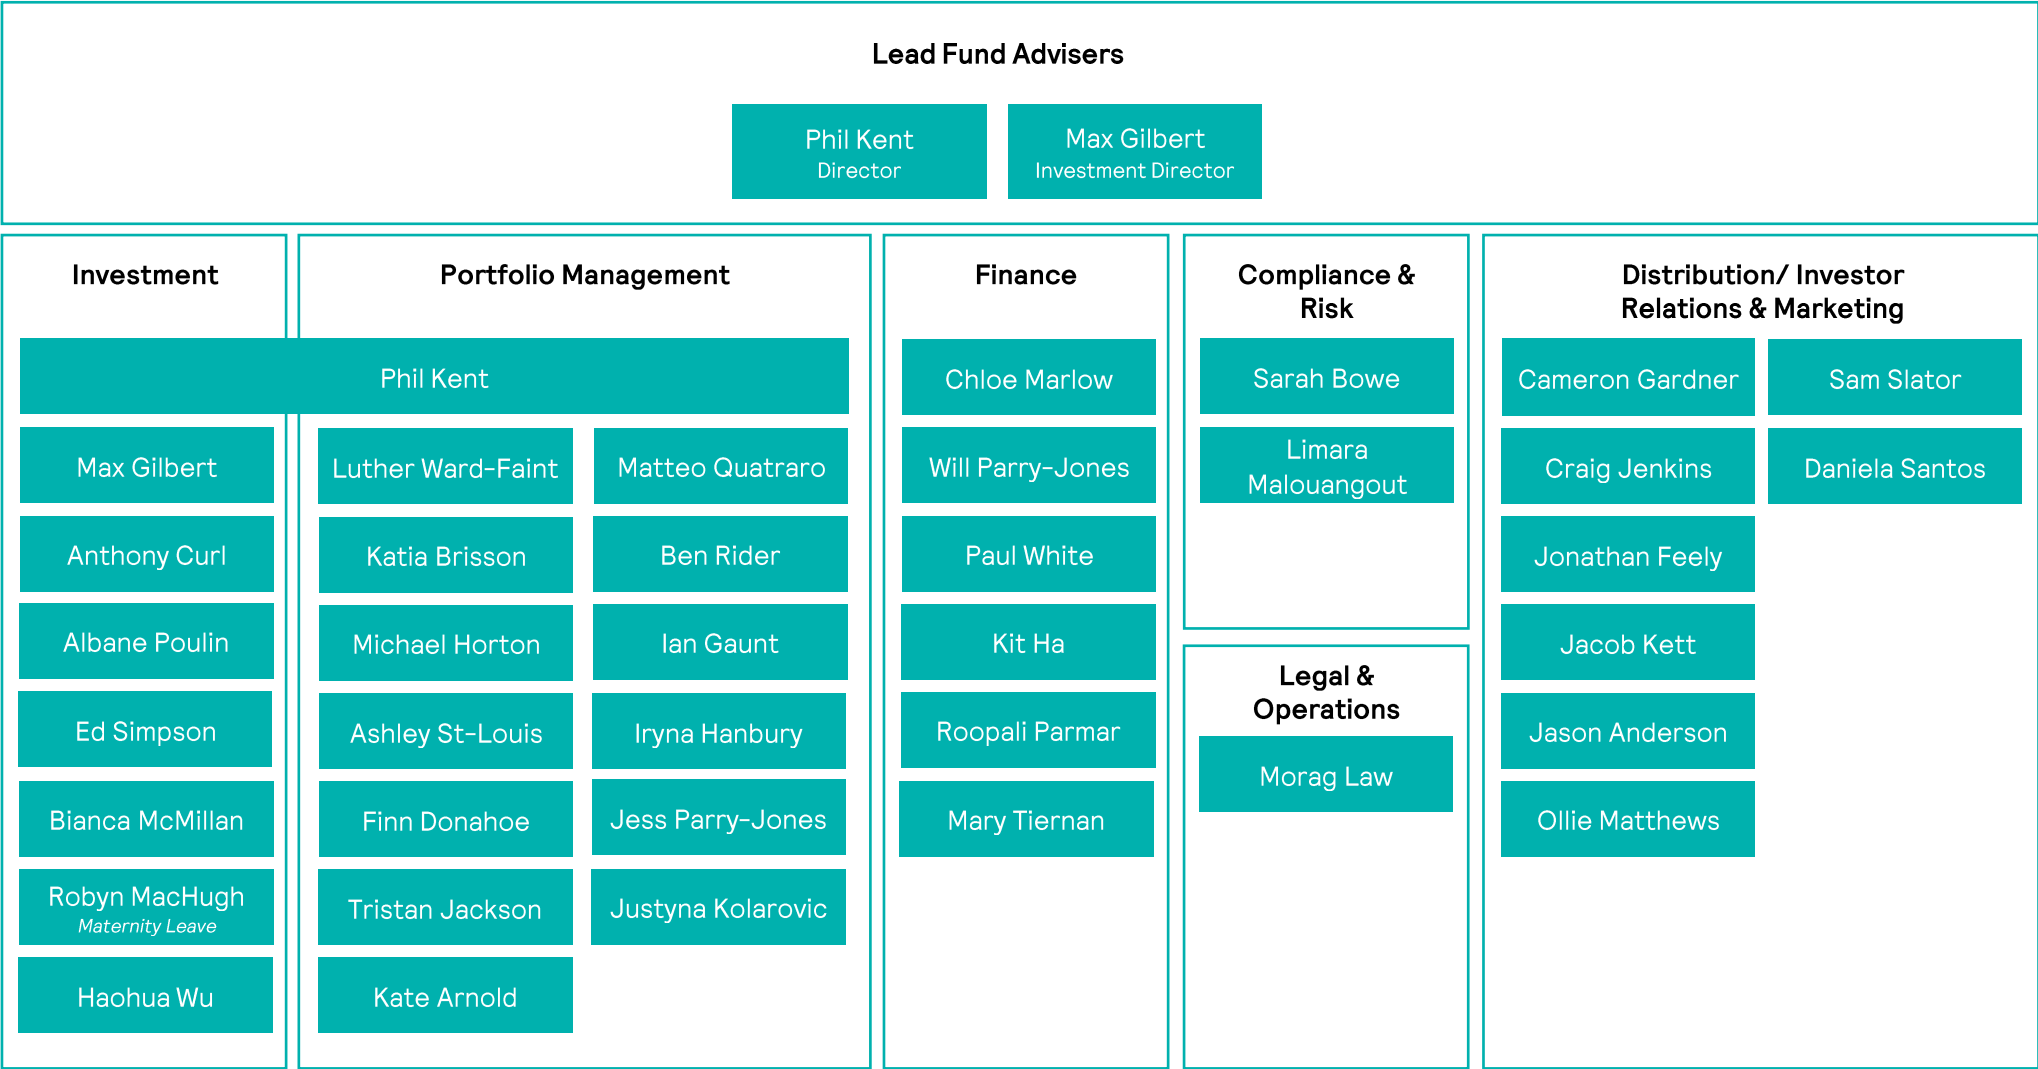 Lead Fund Advisers
Phil Kent
Director
Max Gilbert
Investment Director
Investment
Portfolio Management
Phil Kent
Max Gilbert
Anthony Curl
Albane Poulin
Ed Simpson
Bianca McMillan
Robyn MacHugh
Maternity Leave
Haohua Wu
Luther Ward-Faint
Katia Brisson
Michael Horton
Ashley St-Louis
Finn Donahoe
Tristan Jackson
Kate Arnold
Matteo Quatraro
Ben Rider
Ian Gaunt
Iryna Hanbury
Jess Parry-Jones
Justyna Kolarovic
Finance
Chloe Marlow
Will Parry-Jones
Paul White
Kit Ha
Roopali Parmar
Mary Tiernan
Compliance &
Risk
Sarah Bowe
Limara
Malouangout
Legal &
Operations
Morag Law
Distribution/ Investor
Relations & Marketing
Cameron Gardner
Craig Jenkins
Jonathan Feely
Jacob Kett
Jason Anderson
Ollie Matthews
Sam Slator
Daniela Santos